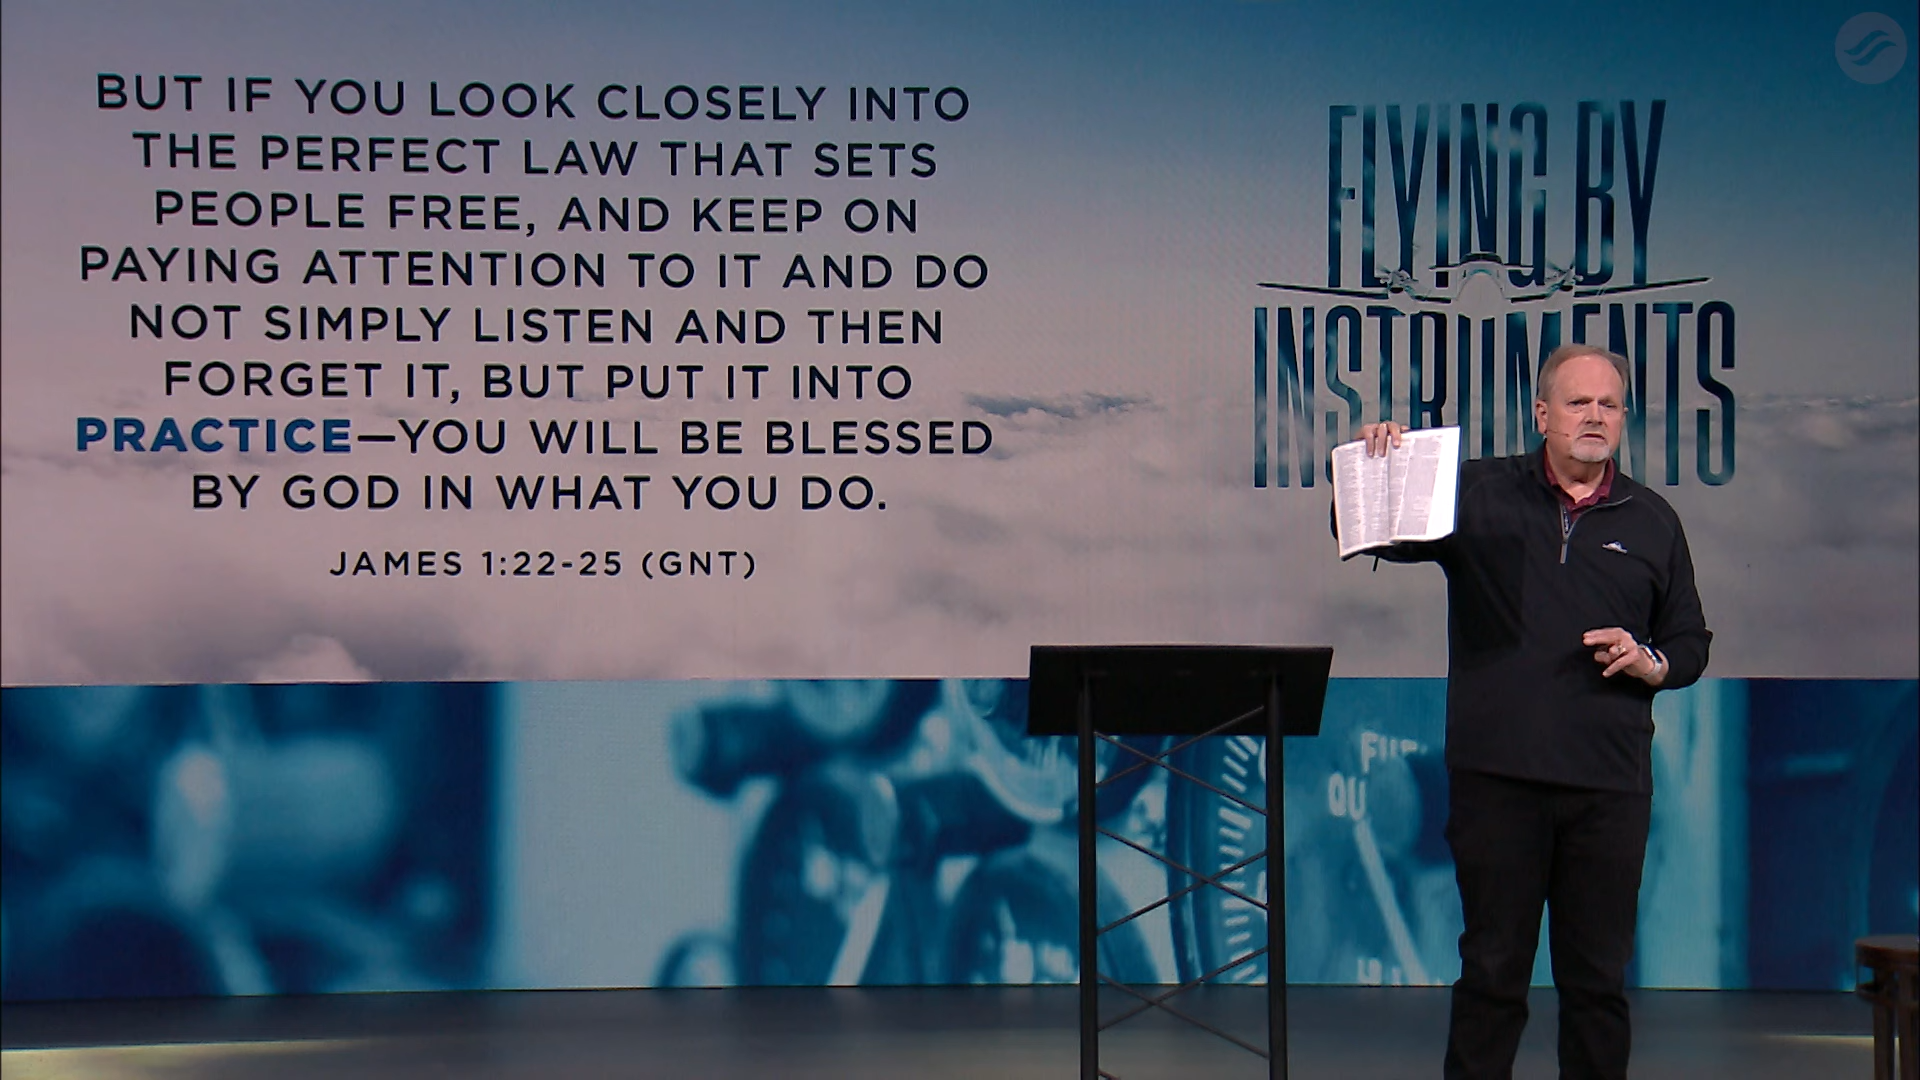 BUT IF YOU LOOK CLOSELY INTO
THE PERFECT LAW THAT SETS
PEOPLE FREE, AND KEEP ON
PAYING ATTENTION TO IT AND DO
NOT SIMPLY LISTEN AND THEN
FORGET IT, BUT PUT IT INTO
PRACTICE—YOU WILL BE BLESSED
BY GOD IN WHAT YOU DO.
JAMES 1:22-25 (GNT)
FLYING BY
INSTRUMENTS